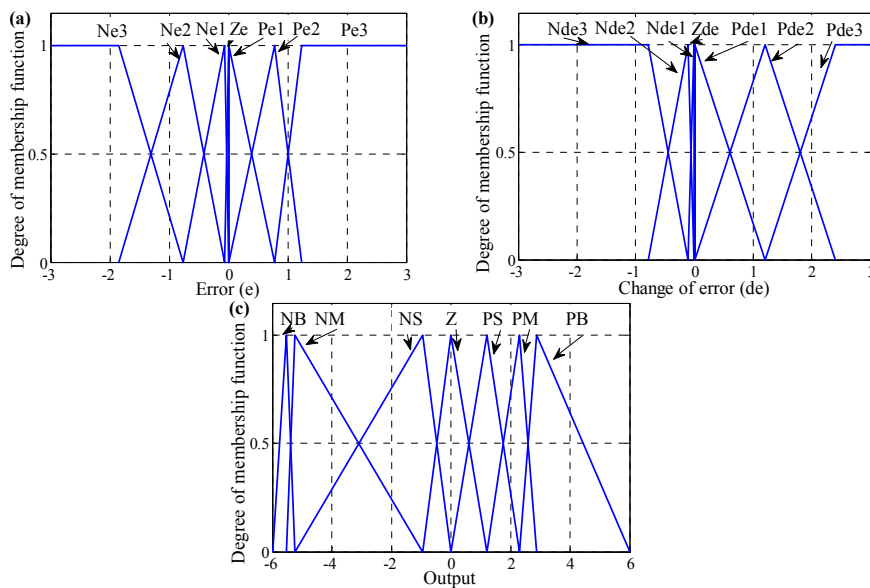 (a)
Ne3 Ne2 Ne1 Ze Pe1 Pe2 Pe3
Degree of membership function
1
0.5
0
-3 -2 -1 0 1 2 3
Error (e)
(b)
Nde3 Nde2 Nde1 Zde Pde1 Pde2 Pde3
Degree of membership function
1
0.5
0
-3 -2 -1 0 1 2 3
Change of error (de)
(c)
NB NM NS Z PS PM PB
Degree of membership function
1
0.5
0
-6 -4 -2 0 2 4 6
Output